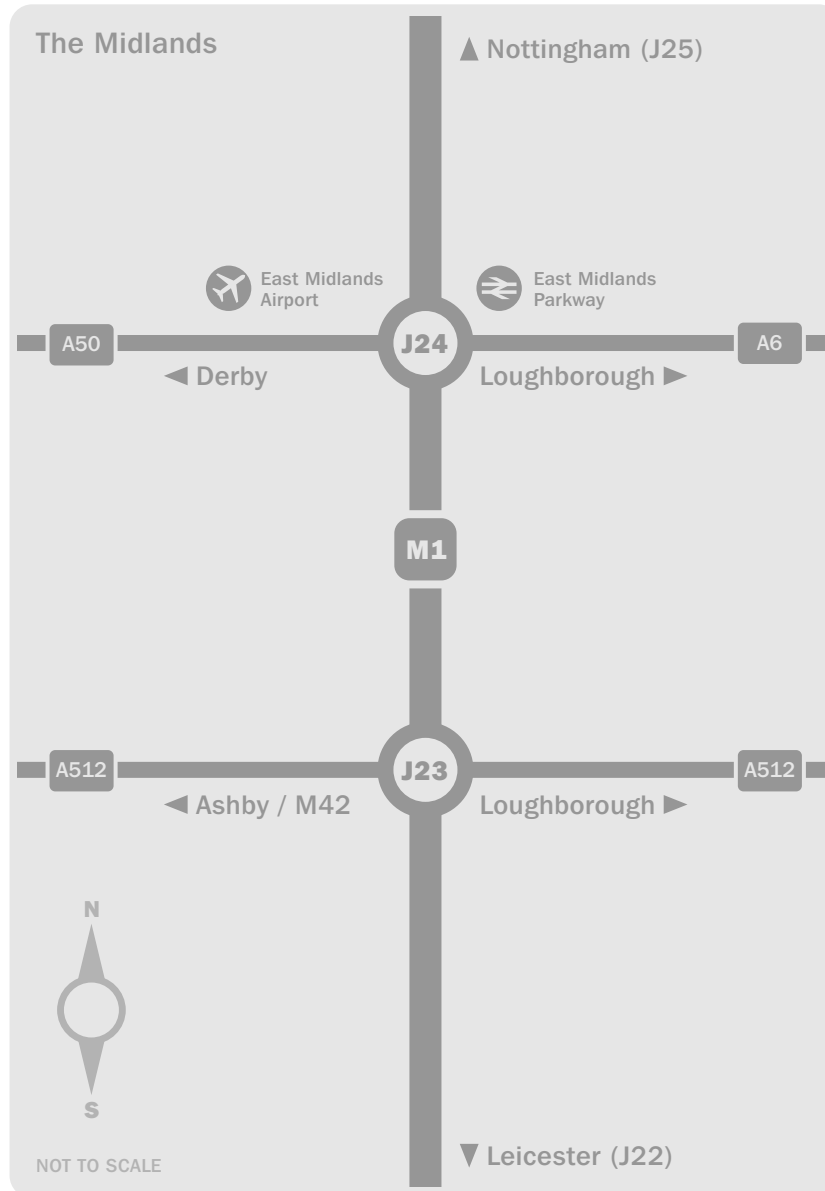 The Midlands
Nottingham (J25)
East Midlands
Airport
East Midlands
Parkway
A50
J24
A6
Derby
Loughborough
M1
A512
J23
A512
Ashby / M42
Loughborough
N
S
NOT TO SCALE
Leicester (J22)